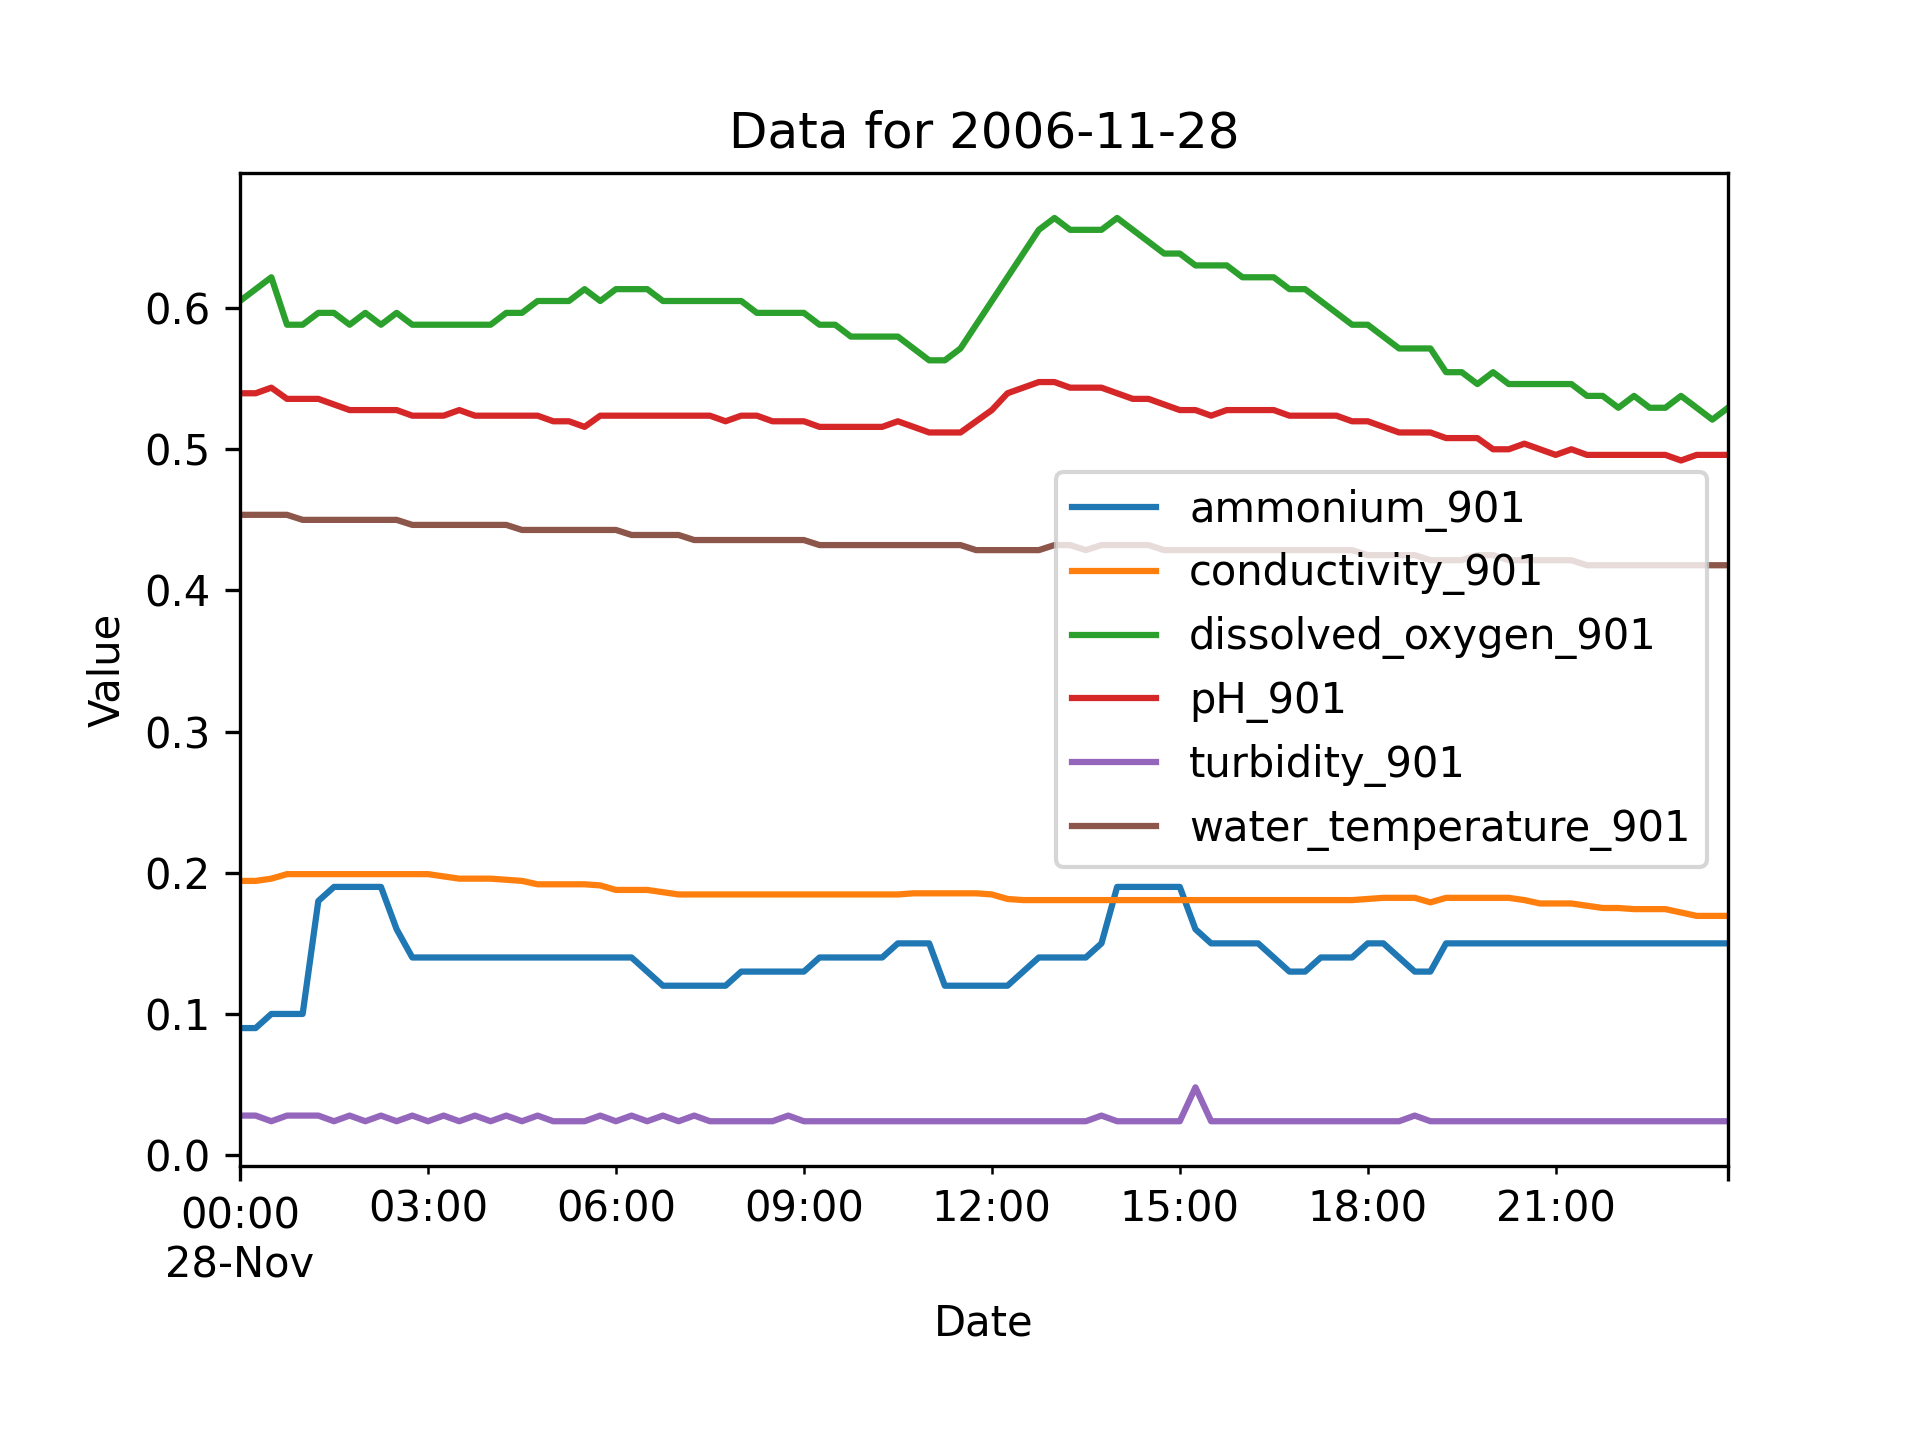 Data for 2006-11-28
Value
0.6
0.5
0.4
0.3
0.2
0.1
0.0
ammonium_901
conductivity_901
dissolved_oxygen_901
pH_901
turbidity_901
water_temperature_901
00:00 03:00 06:00 09:00 12:00 15:00 18:00 21:00
28-Nov
Date